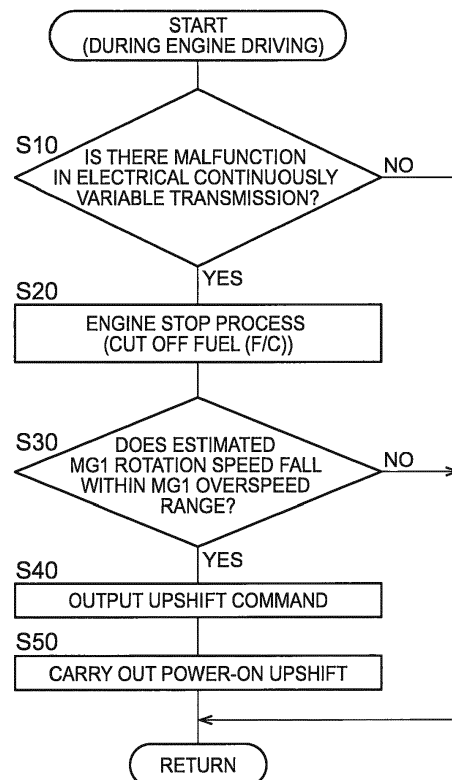 START
(DURING ENGINE DRIVING)
S10
IS THERE MALFUNCTION
IN ELECTRICAL CONTINUOUSLY
VARIABLE TRANSMISSION?
NO
YES
S20
ENGINE STOP PROCESS
(CUT OFF FUEL (F/C))
S30
DOES ESTIMATED
MG1 ROTATION SPEED FALL
WITHIN MG1 OVERSPEED
RANGE?
NO
YES
S40
OUTPUT UPSHIFT COMMAND
S50
CARRY OUT POWER-ON UPSHIFT
RETURN